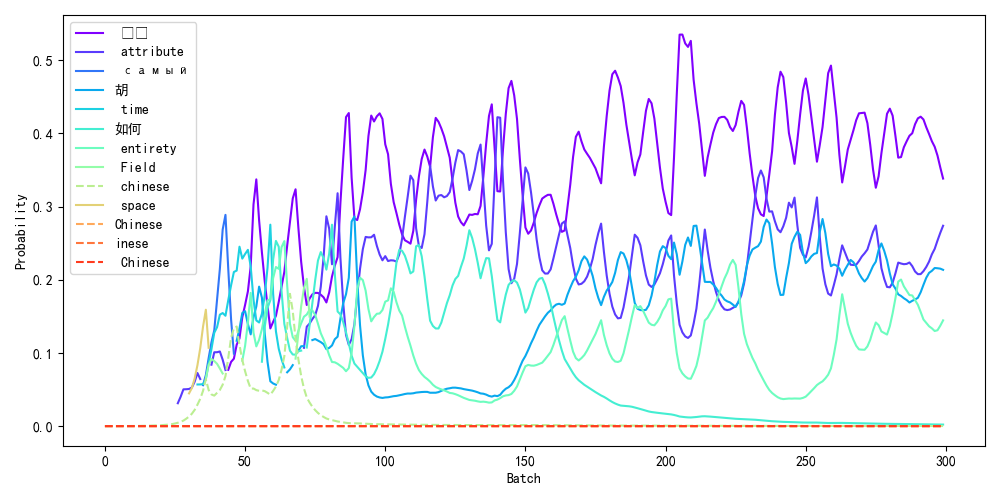 attribute
самый
胡
time
如何
entirety
Field
chinese
space
Chinese
inese
Chinese
Probability
0.5
0.4
0.3
0.2
0.1
0.0
0
50
100
150
200
250
300
Batch